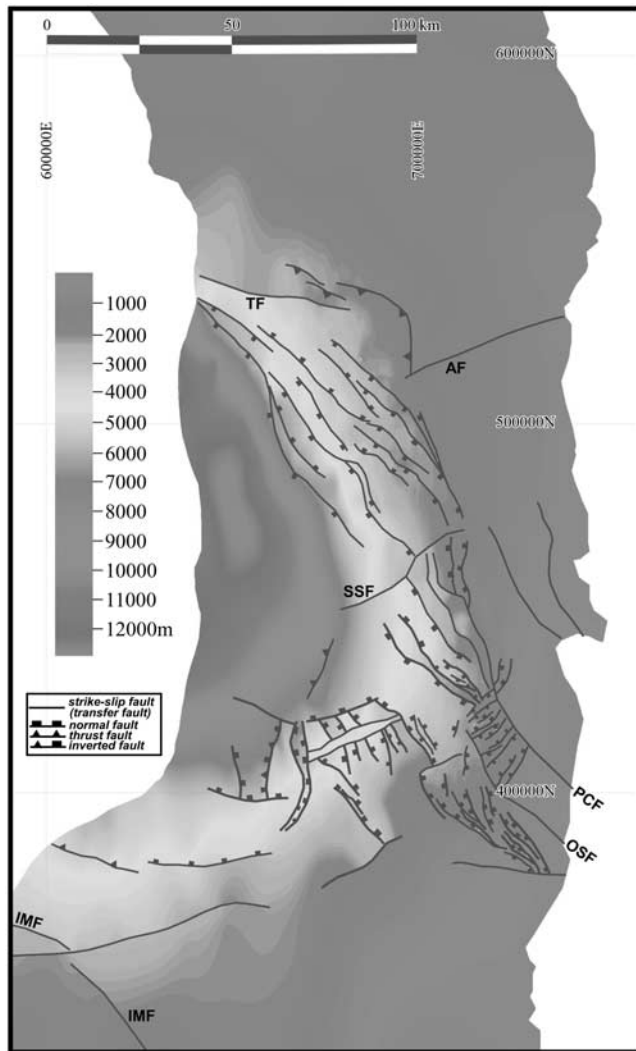 0
50
100 km
600000N
600000E
700000E
TF
AF
1000
2000
3000
4000
5000
6000
7000
8000
9000
10000
11000
12000m
500000N
SSF
strike-slip fault
(transfer fault)
normal fault
thrust fault
inverted fault
400000N
PCF
OSF
IMF
IMF